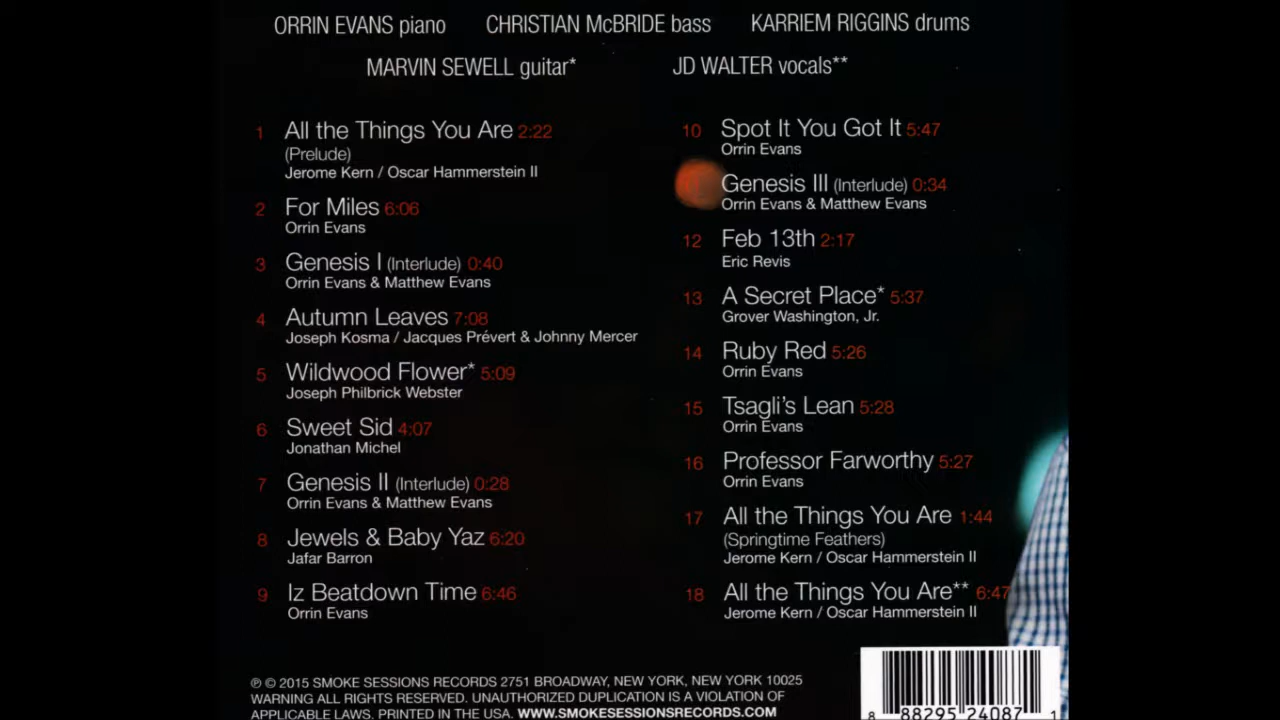 ORRIN EVANS piano CHRISTIAN McBRIDE bass KARRIEM RIGGINS drums
MARVIN SEWELL guitar* JD WALTER vocals**
1 All the Things You Are 2:22
(Prelude)
Jerome Kern / Oscar Hammerstein II
2 For Miles 6:06
Orrin Evans
3 Genesis I (Interlude) 0:40
Orrin Evans & Matthew Evans
4 Autumn Leaves 7:08
Joseph Kosma / Jacques Prévert & Johnny Mercer
5 Wildwood Flower* 5:09
Joseph Philbrick Webster
6 Sweet Sid 4:07
Jonathan Michel
7 Genesis II (Interlude) 0:28
Orrin Evans & Matthew Evans
8 Jewels & Baby Yaz 6:20
Jafar Barron
9 Iz Beatdown Time 6:46
Orrin Evans
10 Spot It You Got It 5:47
Orrin Evans
Genesis III (Interlude) 0:34
Orrin Evans & Matthew Evans
12 Feb 13th 2:17
Eric Revis
13 A Secret Place* 5:37
Grover Washington, Jr.
14 Ruby Red 5:26
Orrin Evans
15 Tsagli's Lean 5:28
Orrin Evans
16 Professor Farworthy 5:27
Orrin Evans
17 All the Things You Are 1:44
(Springtime Feathers)
Jerome Kern / Oscar Hammerstein II
18 All the Things You Are** 6:47
Jerome Kern / Oscar Hammerstein II
℗ © 2015 SMOKE SESSIONS RECORDS 2751 BROADWAY, NEW YORK, NEW YORK 10025
WARNING ALL RIGHTS RESERVED. UNAUTHORIZED DUPLICATION IS A VIOLATION OF
APPLICABLE LAWS. PRINTED IN THE USA. WWW.SMOKESESSIONSRECORDS.COM
8 88295 24087 1